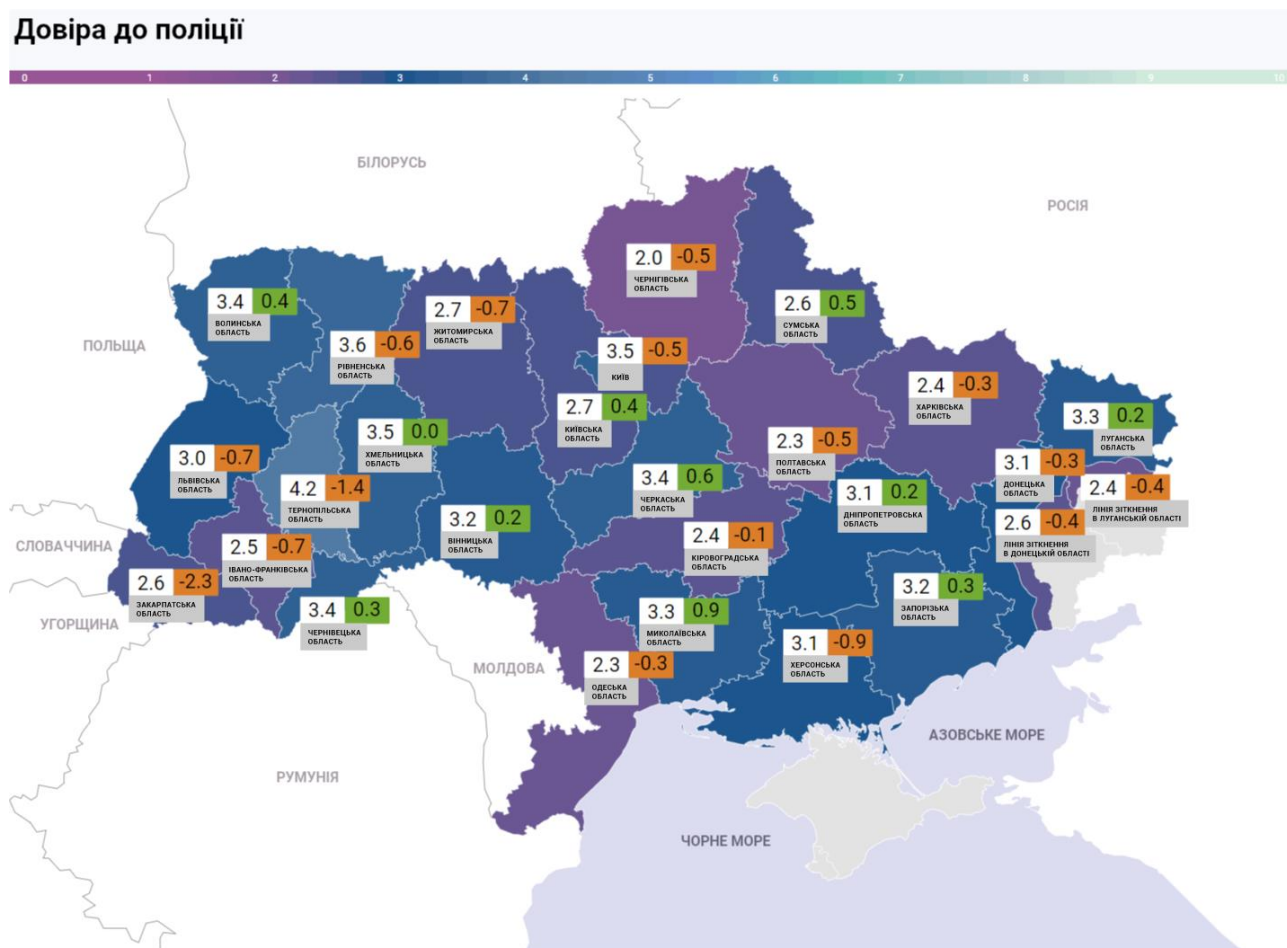 Довіра до поліції
0 1 2 3 4 5 6 7 8 9 10
БІЛОРУСЬ
РОСІЯ
ПОЛЬЩА
СЛОВАЧЧИНА
УГОРЩИНА
РУМУНІЯ
МОЛДОВА
АЗОВСЬКЕ МОРЕ
ЧОРНЕ МОРЕ
2.0 -0.5
ЧЕРНІГІВСЬКА
ОБЛАСТЬ
3.4 0.4
ВОЛИНСЬКА
ОБЛАСТЬ
2.7 -0.7
ЖИТОМИРСЬКА
ОБЛАСТЬ
2.6 0.5
СУМСЬКА
ОБЛАСТЬ
3.6 -0.6
РІВНЕНСЬКА
ОБЛАСТЬ
3.5 -0.5
КИЇВ
2.4 -0.3
ХАРКІВСЬКА
ОБЛАСТЬ
2.7 0.4
КИЇВСЬКА
ОБЛАСТЬ
3.3 0.2
ЛУГАНСЬКА
ОБЛАСТЬ
3.5 0.0
ХМЕЛЬНИЦЬКА
ОБЛАСТЬ
2.3 -0.5
ПОЛТАВСЬКА
ОБЛАСТЬ
3.0 -0.7
ЛЬВІВСЬКА
ОБЛАСТЬ
3.1 -0.3
ДОНЕЦЬКА
ОБЛАСТЬ
4.2 -1.4
ТЕРНОПІЛЬСЬКА
ОБЛАСТЬ
3.4 0.6
ЧЕРКАСЬКА
ОБЛАСТЬ
3.1 0.2
ДНІПРОПЕТРОВСЬКА
ОБЛАСТЬ
2.4 -0.4
ЛІНІЯ ЗІТКНЕННЯ
В ЛУГАНСЬКІЙ ОБЛАСТІ
3.2 0.2
ВІННИЦЬКА
ОБЛАСТЬ
2.6 -0.4
ЛІНІЯ ЗІТКНЕННЯ
В ДОНЕЦЬКІЙ ОБЛАСТІ
2.5 -0.7
ІВАНО-ФРАНКІВСЬКА
ОБЛАСТЬ
2.4 -0.1
КІРОВОГРАДСЬКА
ОБЛАСТЬ
2.6 -2.3
ЗАКАРПАТСЬКА
ОБЛАСТЬ
3.2 0.3
ЗАПОРІЗЬКА
ОБЛАСТЬ
3.4 0.3
ЧЕРНІВЕЦЬКА
ОБЛАСТЬ
3.3 0.9
МИКОЛАЇВСЬКА
ОБЛАСТЬ
3.1 -0.9
ХЕРСОНСЬКА
ОБЛАСТЬ
2.3 -0.3
ОДЕСЬКА
ОБЛАСТЬ